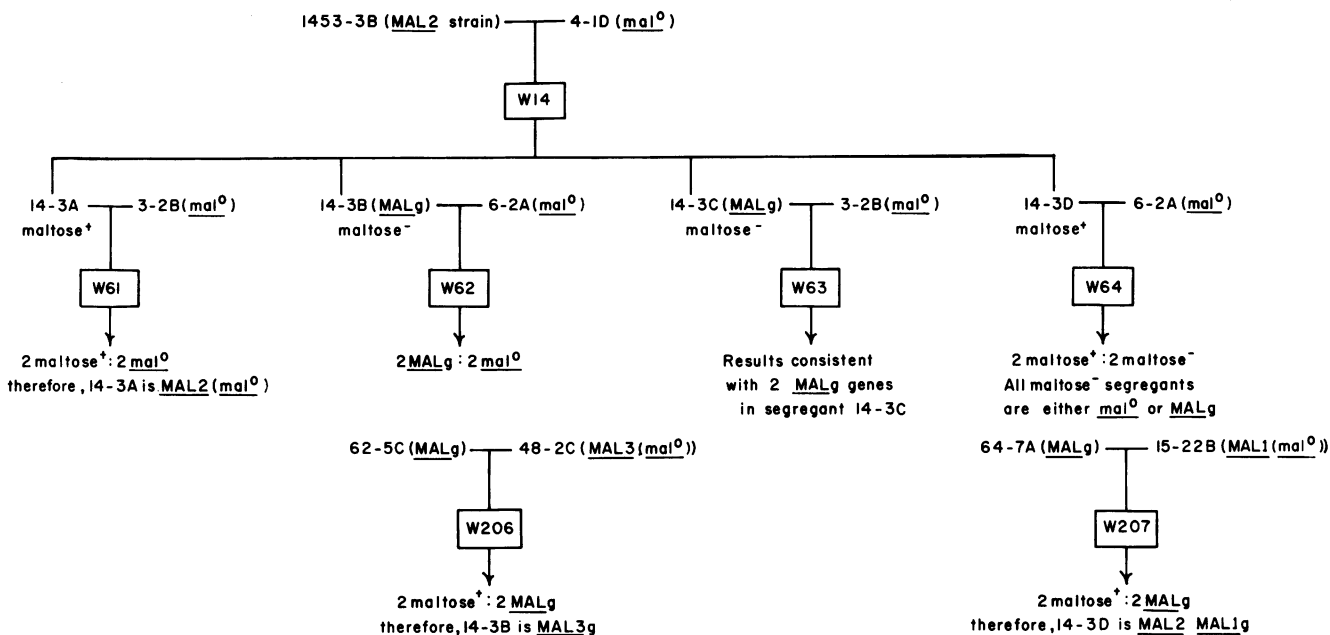 1453-3B (MAL2 strain) 4-1D (mal⁰)
W14
14-3A 3-2B (mal⁰) 14-3B (MALg) 6-2A (mal⁰) 14-3C (MALg) 3-2B (mal⁰) 14-3D 6-2A (mal⁰)
maltose⁺ maltose⁻ maltose⁻ maltose⁺
W61 W62 W63 W64
2 maltose⁺ : 2 mal⁰
therefore, 14-3A is MAL2 (mal⁰)
2 MALg : 2 mal⁰
Results consistent
with 2 MALg genes
in segregant 14-3C
2 maltose⁺ : 2 maltose⁻
All maltose⁻ segregants
are either mal⁰ or MALg
62-5C (MALg) 48-2C (MAL3 (mal⁰))
64-7A (MALg) 15-22B (MAL1 (mal⁰))
W206
W207
2 maltose⁺ : 2 MALg
therefore, 14-3B is MAL3g
2 maltose⁺ : 2 MALg
therefore, 14-3D is MAL2 MAL1g